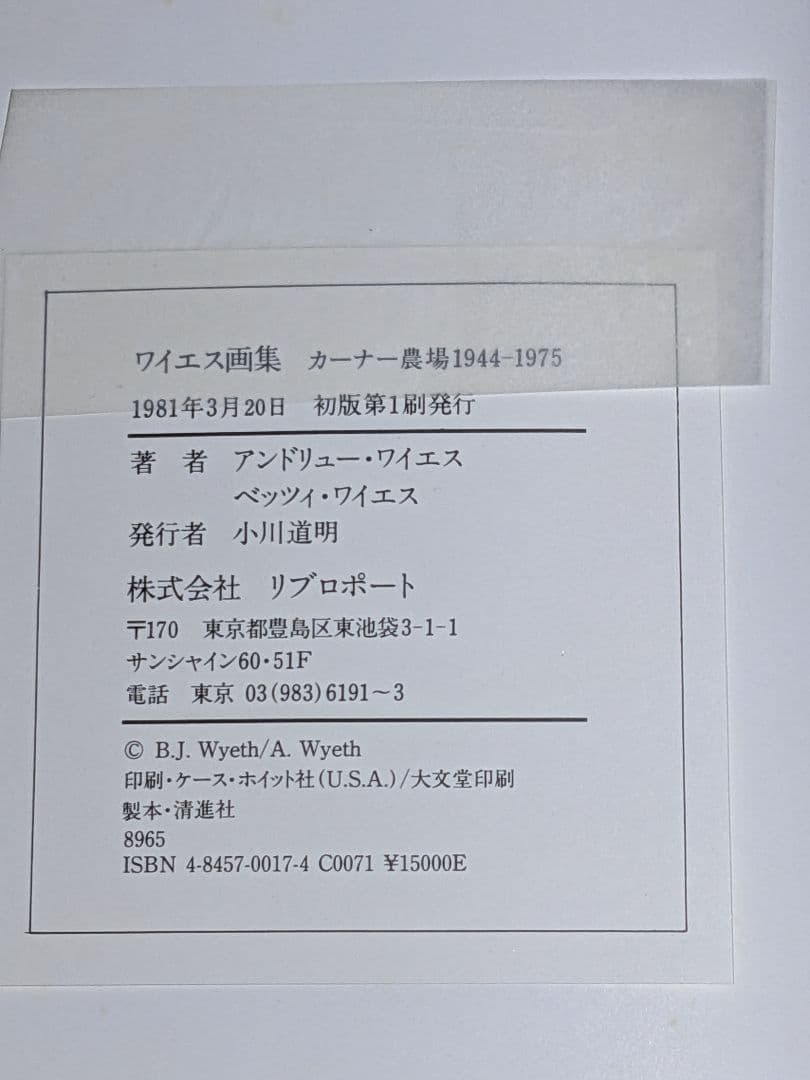 ワイエス画集　カーナー農場1944-1975
1981年3月20日　初版第1刷発行
著　者　アンドリュー・ワイエス
ベッツィ・ワイエス
発行者　小川道明
株式会社　リブロポート
〒170　東京都豊島区東池袋3-1-1
サンシャイン60・51F
電話　東京 03(983)6191〜3
© B.J. Wyeth/A. Wyeth
印刷・ケース・ホイット社(U.S.A.)/大文堂印刷
製本・清進社
8965
ISBN 4-8457-0017-4 C0071 ¥15000E